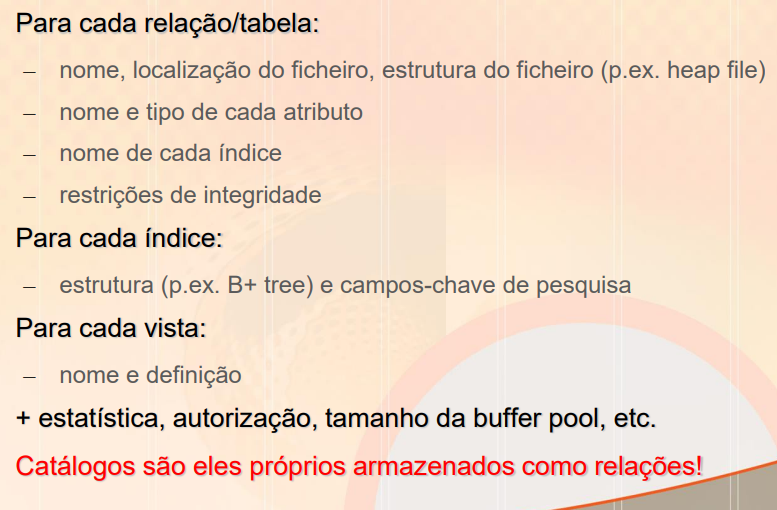 Para cada relação/tabela:
– nome, localização do ficheiro, estrutura do ficheiro (p.ex. heap file)
– nome e tipo de cada atributo
– nome de cada índice
– restrições de integridade
Para cada índice:
– estrutura (p.ex. B+ tree) e campos-chave de pesquisa
Para cada vista:
– nome e definição
+ estatística, autorização, tamanho da buffer pool, etc.
Catálogos são eles próprios armazenados como relações!